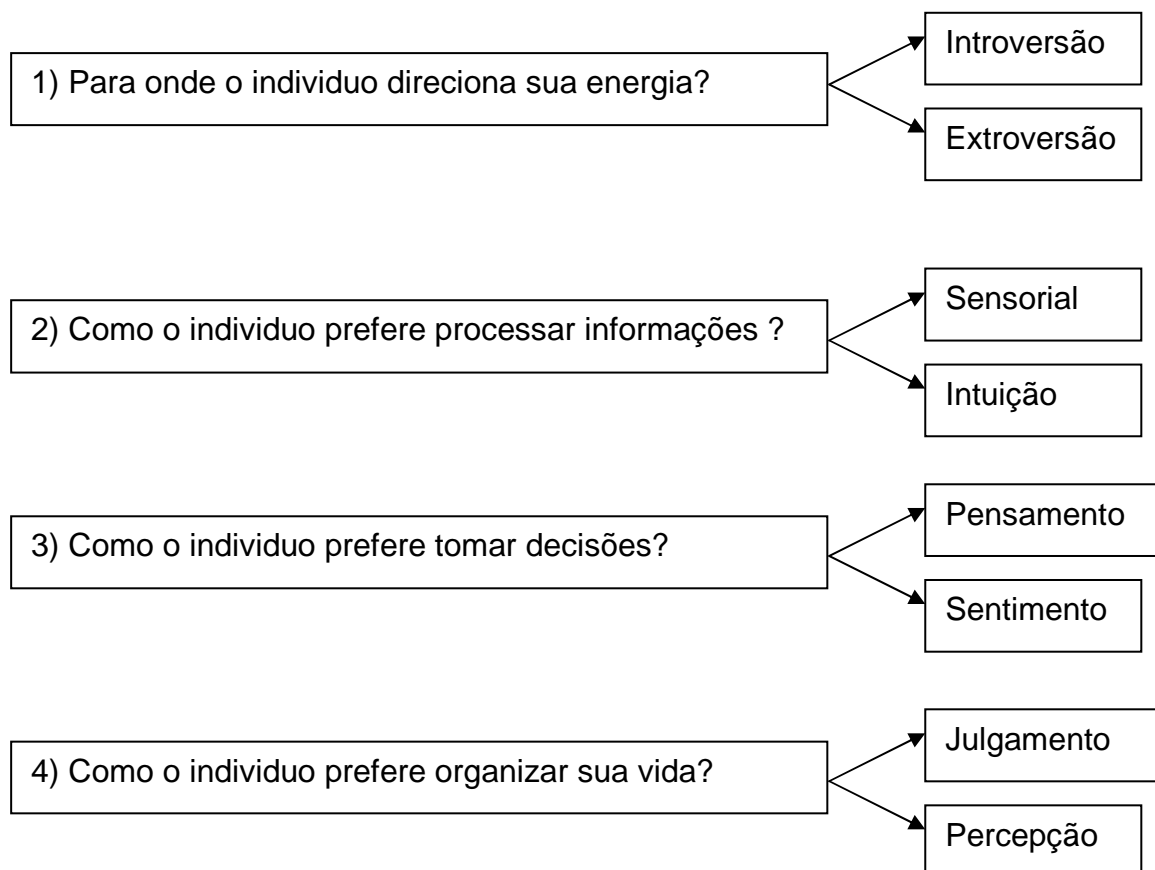 1) Para onde o individuo direciona sua energia?
Introversão
Extroversão
2) Como o individuo prefere processar informações ?
Sensorial
Intuição
3) Como o individuo prefere tomar decisões?
Pensamento
Sentimento
4) Como o individuo prefere organizar sua vida?
Julgamento
Percepção